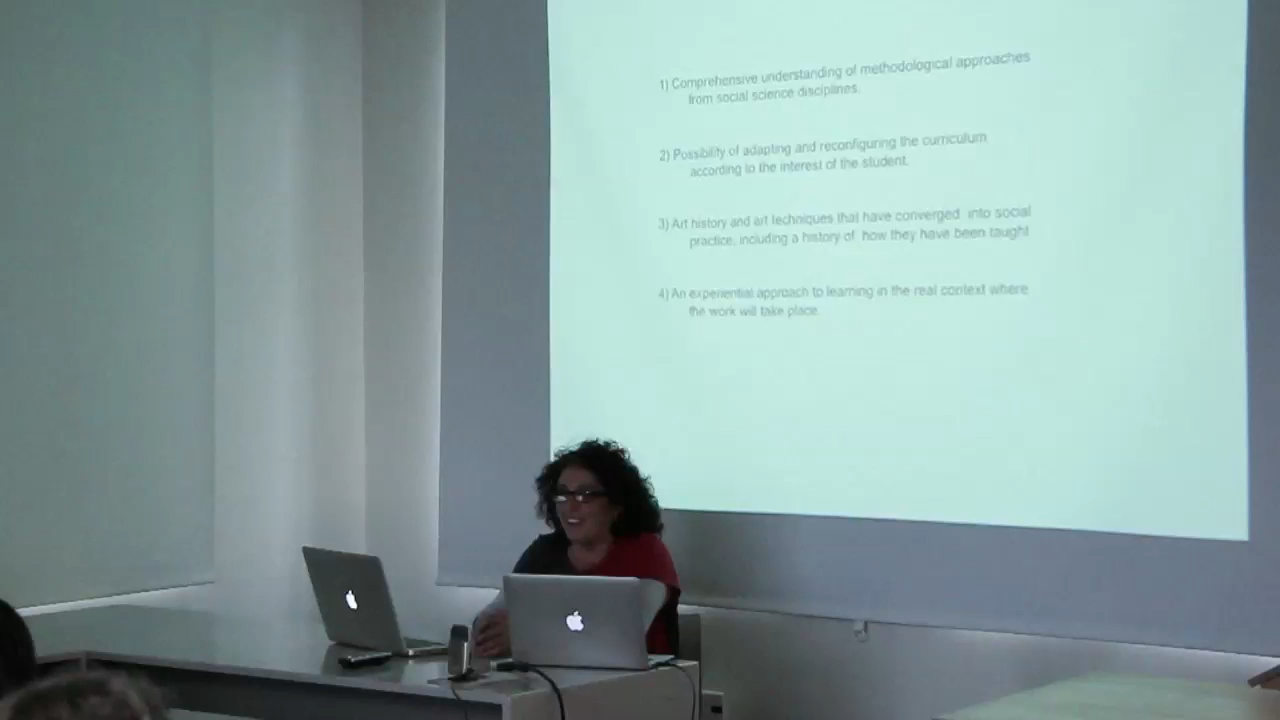 1) Comprehensive understanding of methodological approaches
from social science disciplines.
2) Possibility of adapting and reconfiguring the curriculum
according to the interest of the student.
3) Art history and art techniques that have converged into social
practice, including a history of how they have been taught
4) An experiential approach to learning in the real context where
the work will take place.